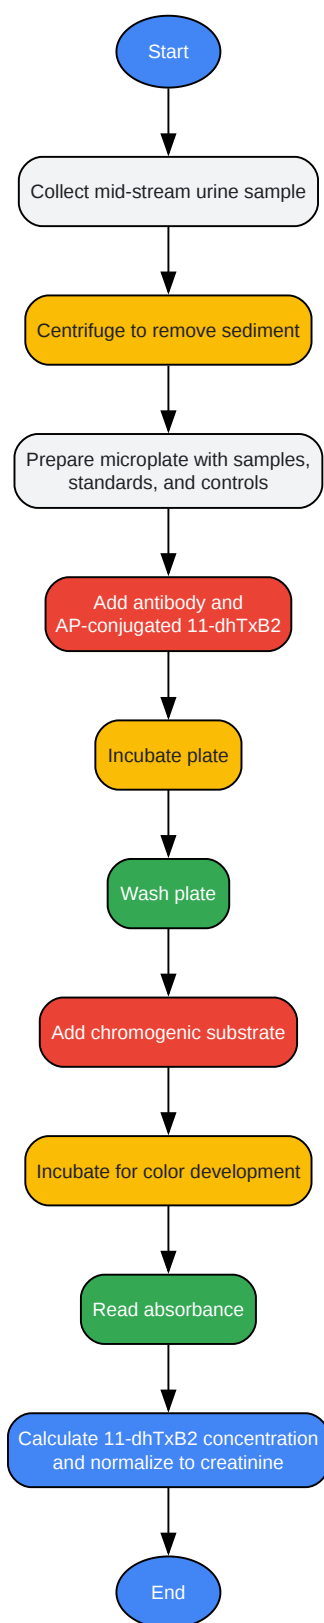 Start
Collect mid-stream urine sample
Centrifuge to remove sediment
Prepare microplate with samples,
standards, and controls
Add antibody and
AP-conjugated 11-dhTxB2
Incubate plate
Wash plate
Add chromogenic substrate
Incubate for color development
Read absorbance
Calculate 11-dhTxB2 concentration
and normalize to creatinine
End